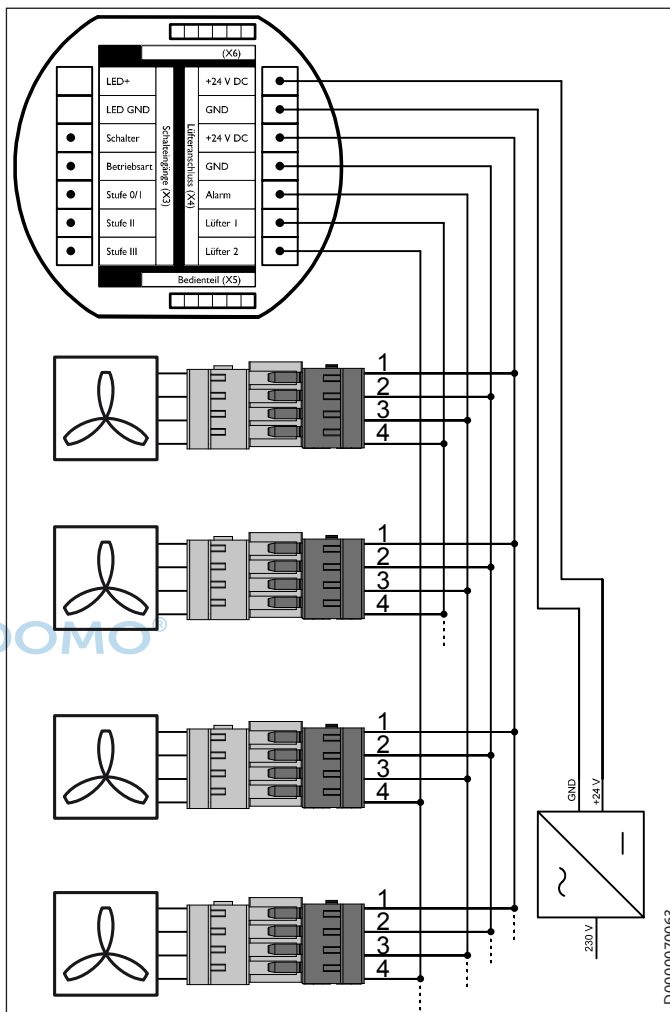 (X6)
LED+
+24 V DC
LED GND
GND
Schalter
+24 V DC
Betriebsart
GND
Stufe 0/I
Alarm
Stufe II
Lüfter 1
Stufe III
Lüfter 2
Schalteingänge (X3)
Lüfteranschluss (X4)
Bedienteil (X5)
1
2
3
4
1
2
3
4
DOMO®
1
2
3
4
GND
+24 V
~
230 V
1
2
3
4
D0000070063